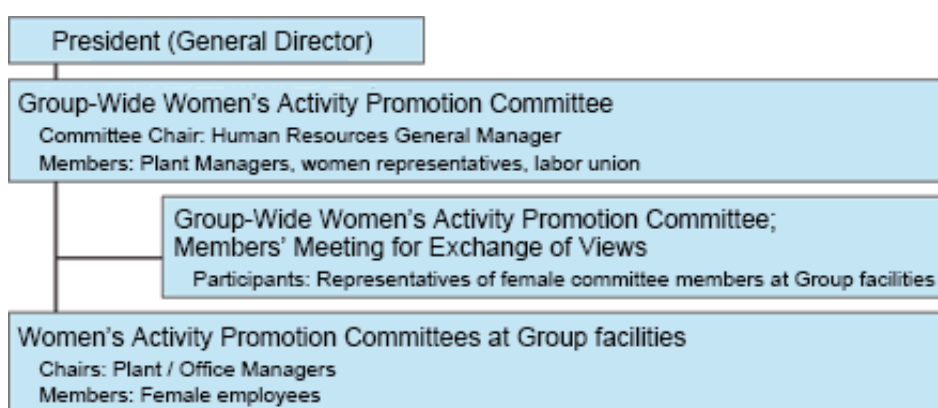 President (General Director)
Group-Wide Women's Activity Promotion Committee
Committee Chair: Human Resources General Manager
Members: Plant Managers, women representatives, labor union
Group-Wide Women's Activity Promotion Committee;
Members' Meeting for Exchange of Views
Participants: Representatives of female committee members at Group facilities
Women's Activity Promotion Committees at Group facilities
Chairs: Plant / Office Managers
Members: Female employees